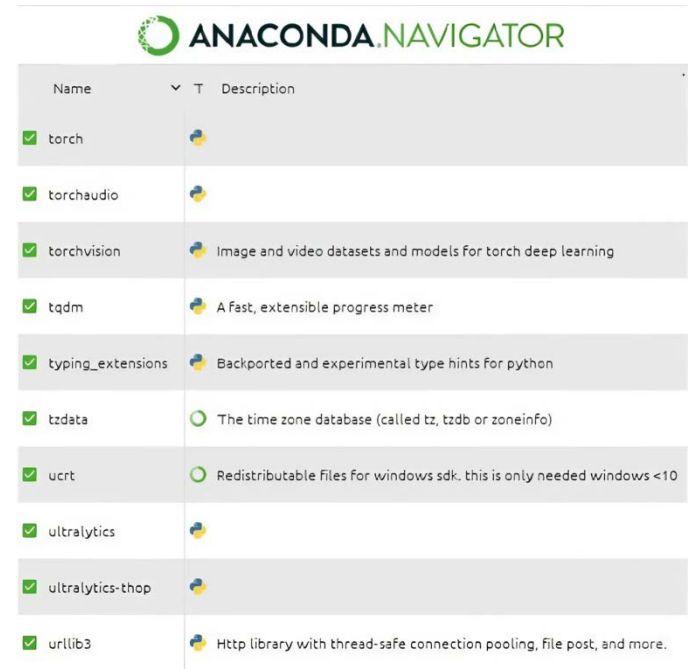 ANACONDA.NAVIGATOR
Name T Description
torch
torchaudio
torchvision Image and video datasets and models for torch deep learning
tqdm A fast, extensible progress meter
typing_extensions Backported and experimental type hints for python
tzdata The time zone database (called tz, tzdb or zoneinfo)
ucrt Redistributable files for windows sdk. this is only needed windows <10
ultralytics
ultralytics-thop
urllib3 Http library with thread-safe connection pooling, file post, and more.